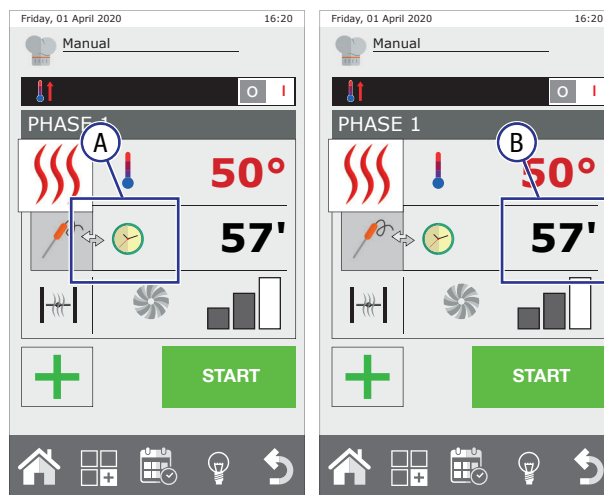 Friday, 01 April 2020 16:20
Manual
O I
PHASE 1
A
50°
57'
START
Friday, 01 April 2020 16:20
Manual
O I
PHASE 1
B
50°
57'
START